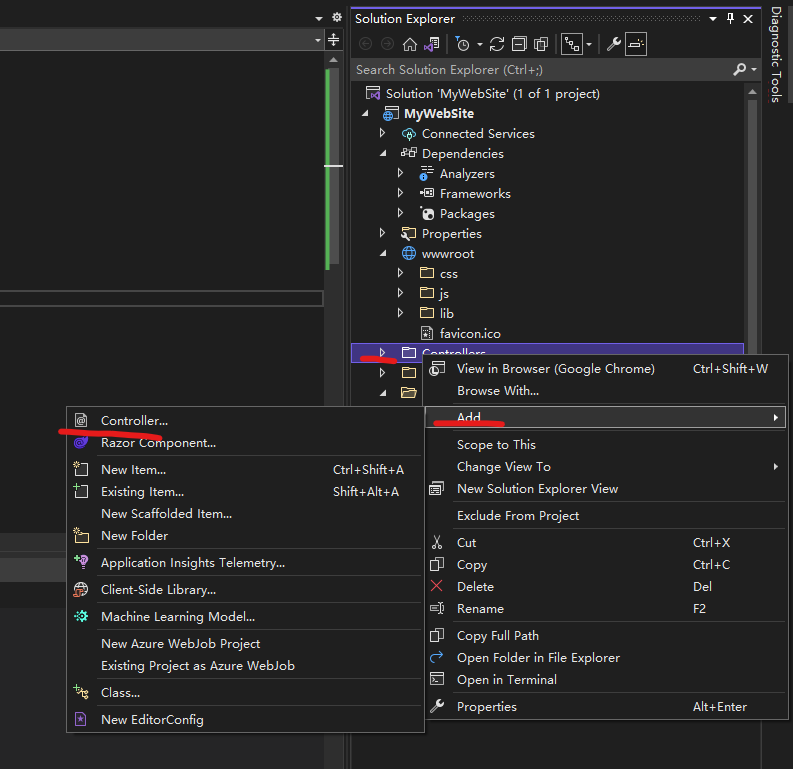 Solution Explorer
Diagnostic Tools
Search Solution Explorer (Ctrl+;)
Solution 'MyWebSite' (1 of 1 project)
MyWebSite
Connected Services
Dependencies
Analyzers
Frameworks
Packages
Properties
wwwroot
css
js
lib
favicon.ico
Controllers
View in Browser (Google Chrome) Ctrl+Shift+W
Browse With...
Add
Scope to This
Change View To
New Solution Explorer View
Exclude From Project
Cut Ctrl+X
Copy Ctrl+C
Delete Del
Rename F2
Copy Full Path
Open Folder in File Explorer
Open in Terminal
Properties Alt+Enter
Controller...
Razor Component...
New Item... Ctrl+Shift+A
Existing Item... Shift+Alt+A
New Scaffolded Item...
New Folder
Application Insights Telemetry...
Client-Side Library...
Machine Learning Model...
New Azure WebJob Project
Existing Project as Azure WebJob
Class...
New EditorConfig